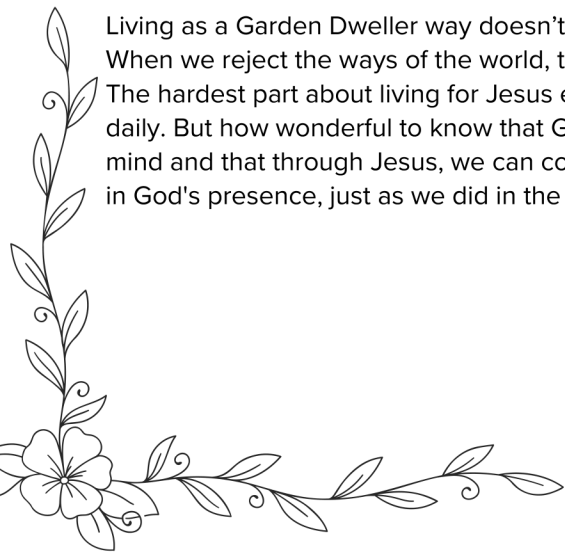 Living as a Garden Dweller way doesn’t
When we reject the ways of the world, t
The hardest part about living for Jesus e
daily. But how wonderful to know that G
mind and that through Jesus, we can co
in God's presence, just as we did in the